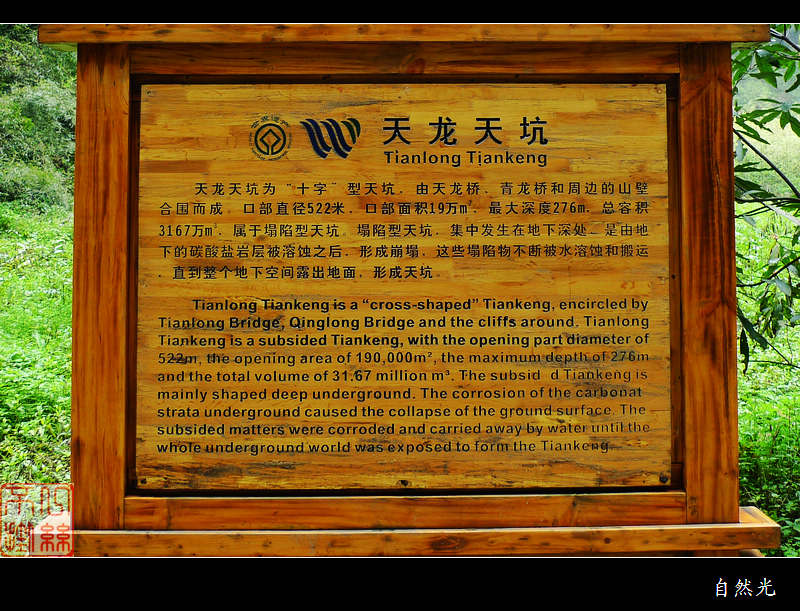 天龙天坑
Tianlong Tiankeng
天龙天坑为“十字”型天坑．由天龙桥．青龙桥和周边的山壁
合围而成．口部直径522米．口部面积19万㎡．最大深度276m．总容积
3167万m³．属于塌陷型天坑．塌陷型天坑．集中发生在地下深处．是由地
下的碳酸盐岩层被溶蚀之后．形成崩塌．这些塌陷物不断被水溶蚀和搬运
．直到整个地下空间露出地面．形成天坑．
Tianlong Tiankeng is a “cross-shaped” Tiankeng, encircled by
Tianlong Bridge, Qinglong Bridge and the cliffs around. Tianlong
Tiankeng is a subsided Tiankeng, with the opening part diameter of
522m, the opening area of 190,000m², the maximum depth of 276m
and the total volume of 31.67 million m³. The subsid d Tiankeng is
mainly shaped deep underground. The corrosion of the carbonat
strata underground caused the collapse of the ground surface. The
subsided matters were corroded and carried away by water until the
whole underground world was exposed to form the Tiankeng.
自然光